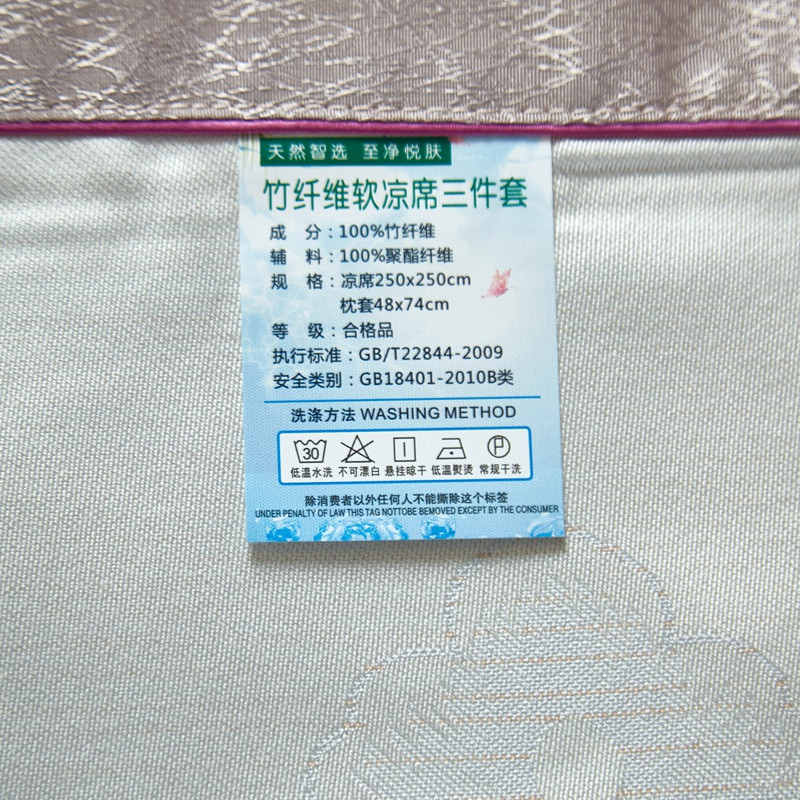 天然智选 至净悦肤
竹纤维软凉席三件套
成 分：100%竹纤维
辅 料：100%聚酯纤维
规 格：凉席250x250cm
枕套48x74cm
等 级：合格品
执行标准：GB/T22844-2009
安全类别：GB18401-2010B类
洗涤方法 WASHING METHOD
30 P
低温水洗 不可漂白 悬挂晾干 低温熨烫 常规干洗
除消费者以外任何人不能撕除这个标签
UNDER PENALTY OF LAW THIS TAG NOTTOBE BEMOVED EXCEPT BY THE CONSUMER